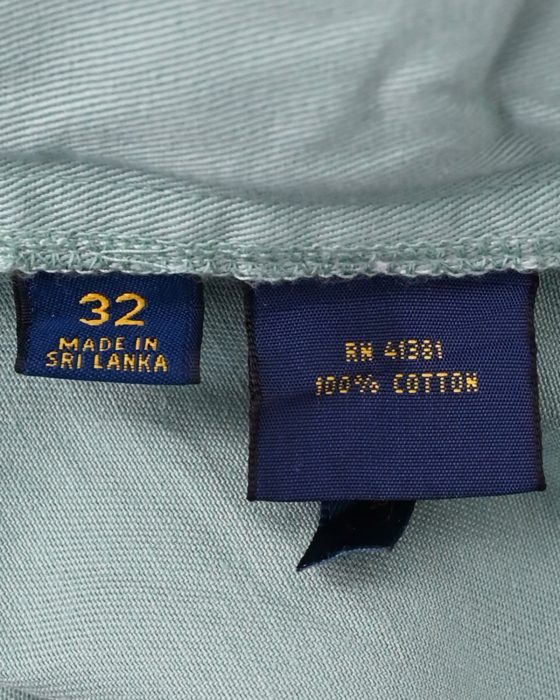 32
MADE IN
SRI LANKA
RN 41381
100% COTTON